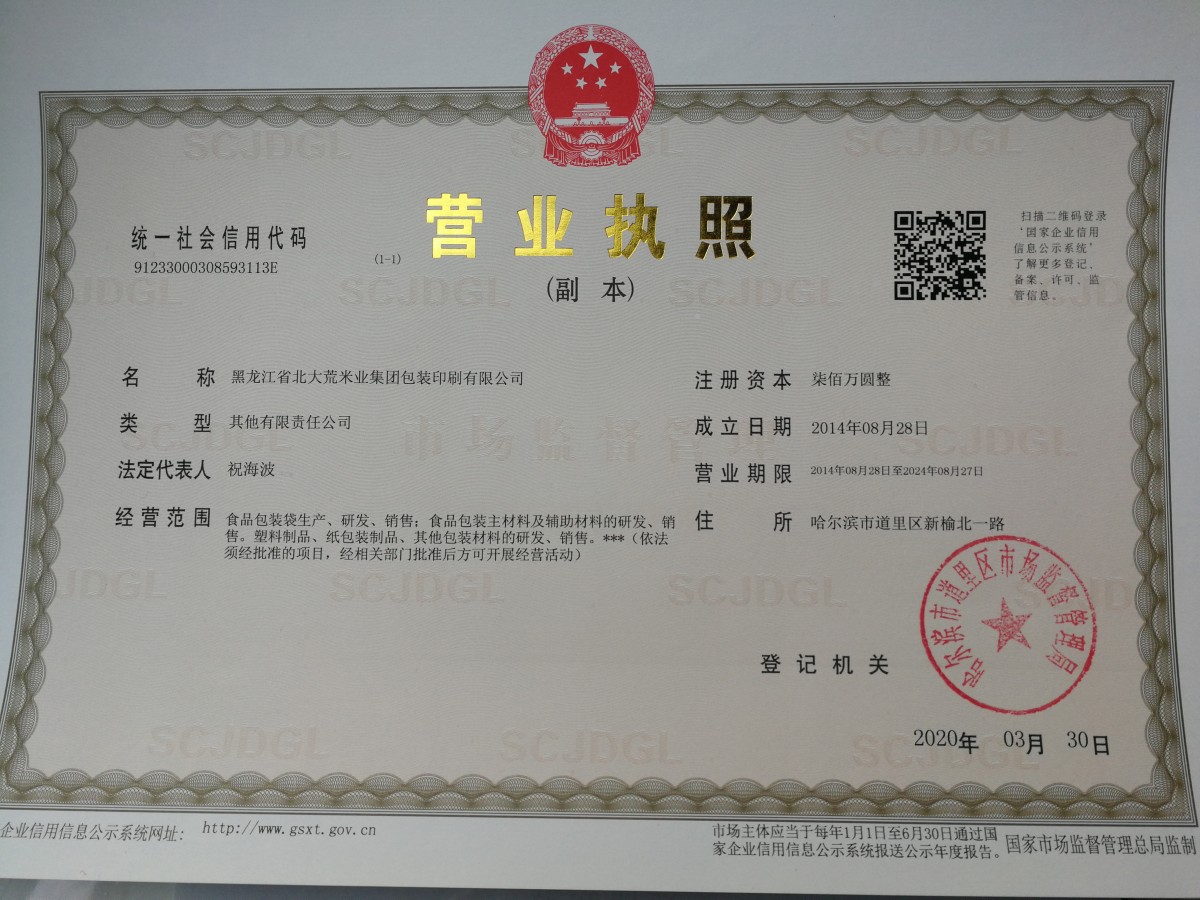 营业执照
(副 本)
(1-1)
统一社会信用代码
91233000308593113E
扫描二维码登录
'国家企业信用
信息公示系统'
了解更多登记、
备案、许可、监
管信息。
名 称 黑龙江省北大荒米业集团包装印刷有限公司
类 型 其他有限责任公司
法定代表人 祝海波
经营范围 食品包装袋生产、研发、销售；食品包装主材料及辅助材料的研发、销
售。塑料制品、纸包装制品、其他包装材料的研发、销售。***（依法
须经批准的项目，经相关部门批准后方可开展经营活动）
注册资本 柒佰万圆整
成立日期 2014年08月28日
营业期限 2014年08月28日至2024年08月27日
住 所 哈尔滨市道里区新榆北一路
登记机关
哈尔滨市道里区市场监督管理局
2020年 03月 30日
SCJDGL
市场监督管理
企业信用信息公示系统网址：http://www.gsxt.gov.cn
市场主体应当于每年1月1日至6月30日通过国
家企业信用信息公示系统报送公示年度报告。
国家市场监督管理总局监制